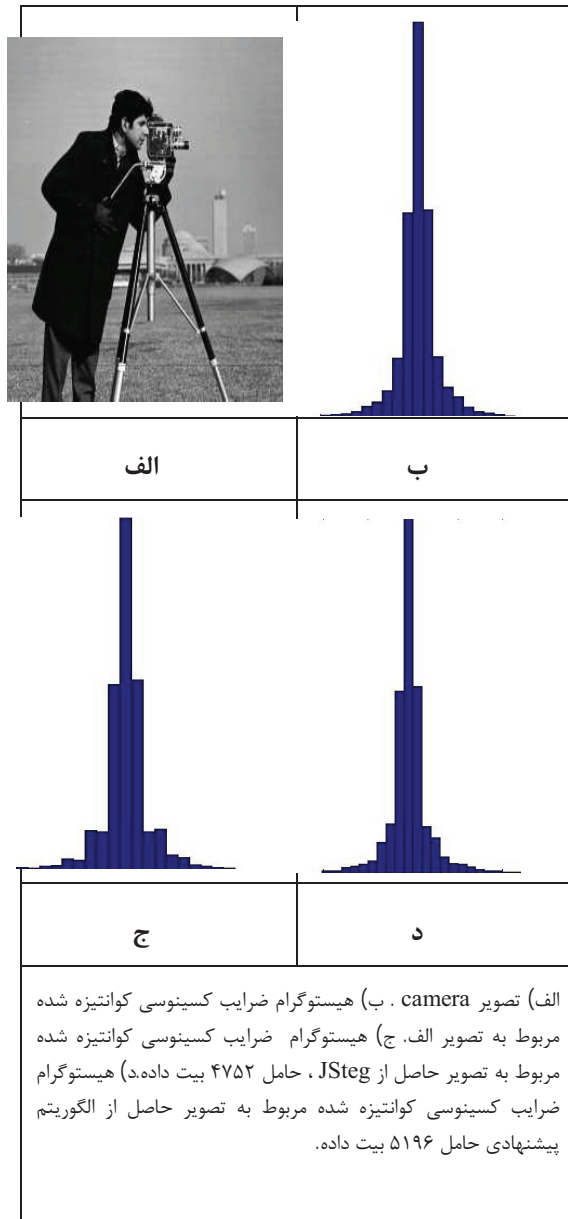 الف
ب
ج
د
الف) تصویر camera . ب) هیستوگرام ضرایب کسینوسی کوانتیزه شده
مربوط به تصویر الف. ج) هیستوگرام ضرایب کسینوسی کوانتیزه شده
مربوط به تصویر حاصل از JSteg ، حامل ۴۷۵۲ بیت داده.د) هیستوگرام
ضرایب کسینوسی کوانتیزه شده مربوط به تصویر حاصل از الگوریتم
پیشنهادی حامل ۵۱۹۶ بیت داده.